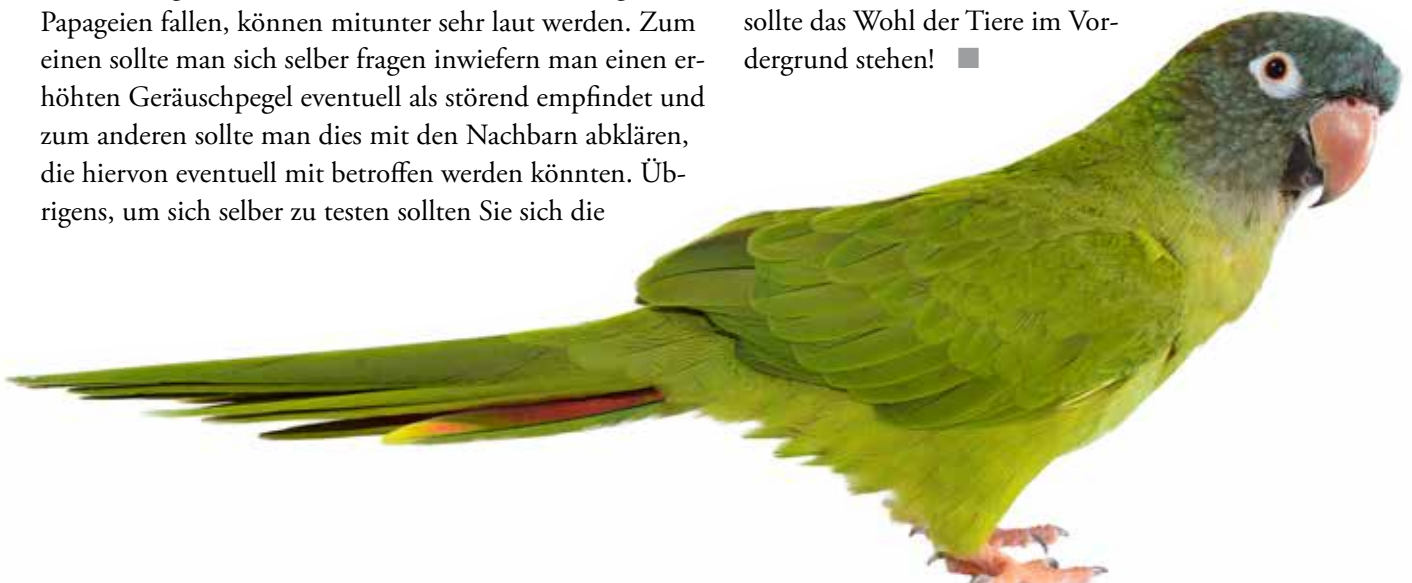 Papageien fallen, können mitunter sehr laut werden. Zum
einen sollte man sich selber fragen inwiefern man einen er-
höhten Geräuschpegel eventuell als störend empfindet und
zum anderen sollte man dies mit den Nachbarn abklären,
die hiervon eventuell mit betroffen werden könnten. Üb-
rigens, um sich selber zu testen sollten Sie sich die
sollte das Wohl der Tiere im Vor-
dergrund stehen!